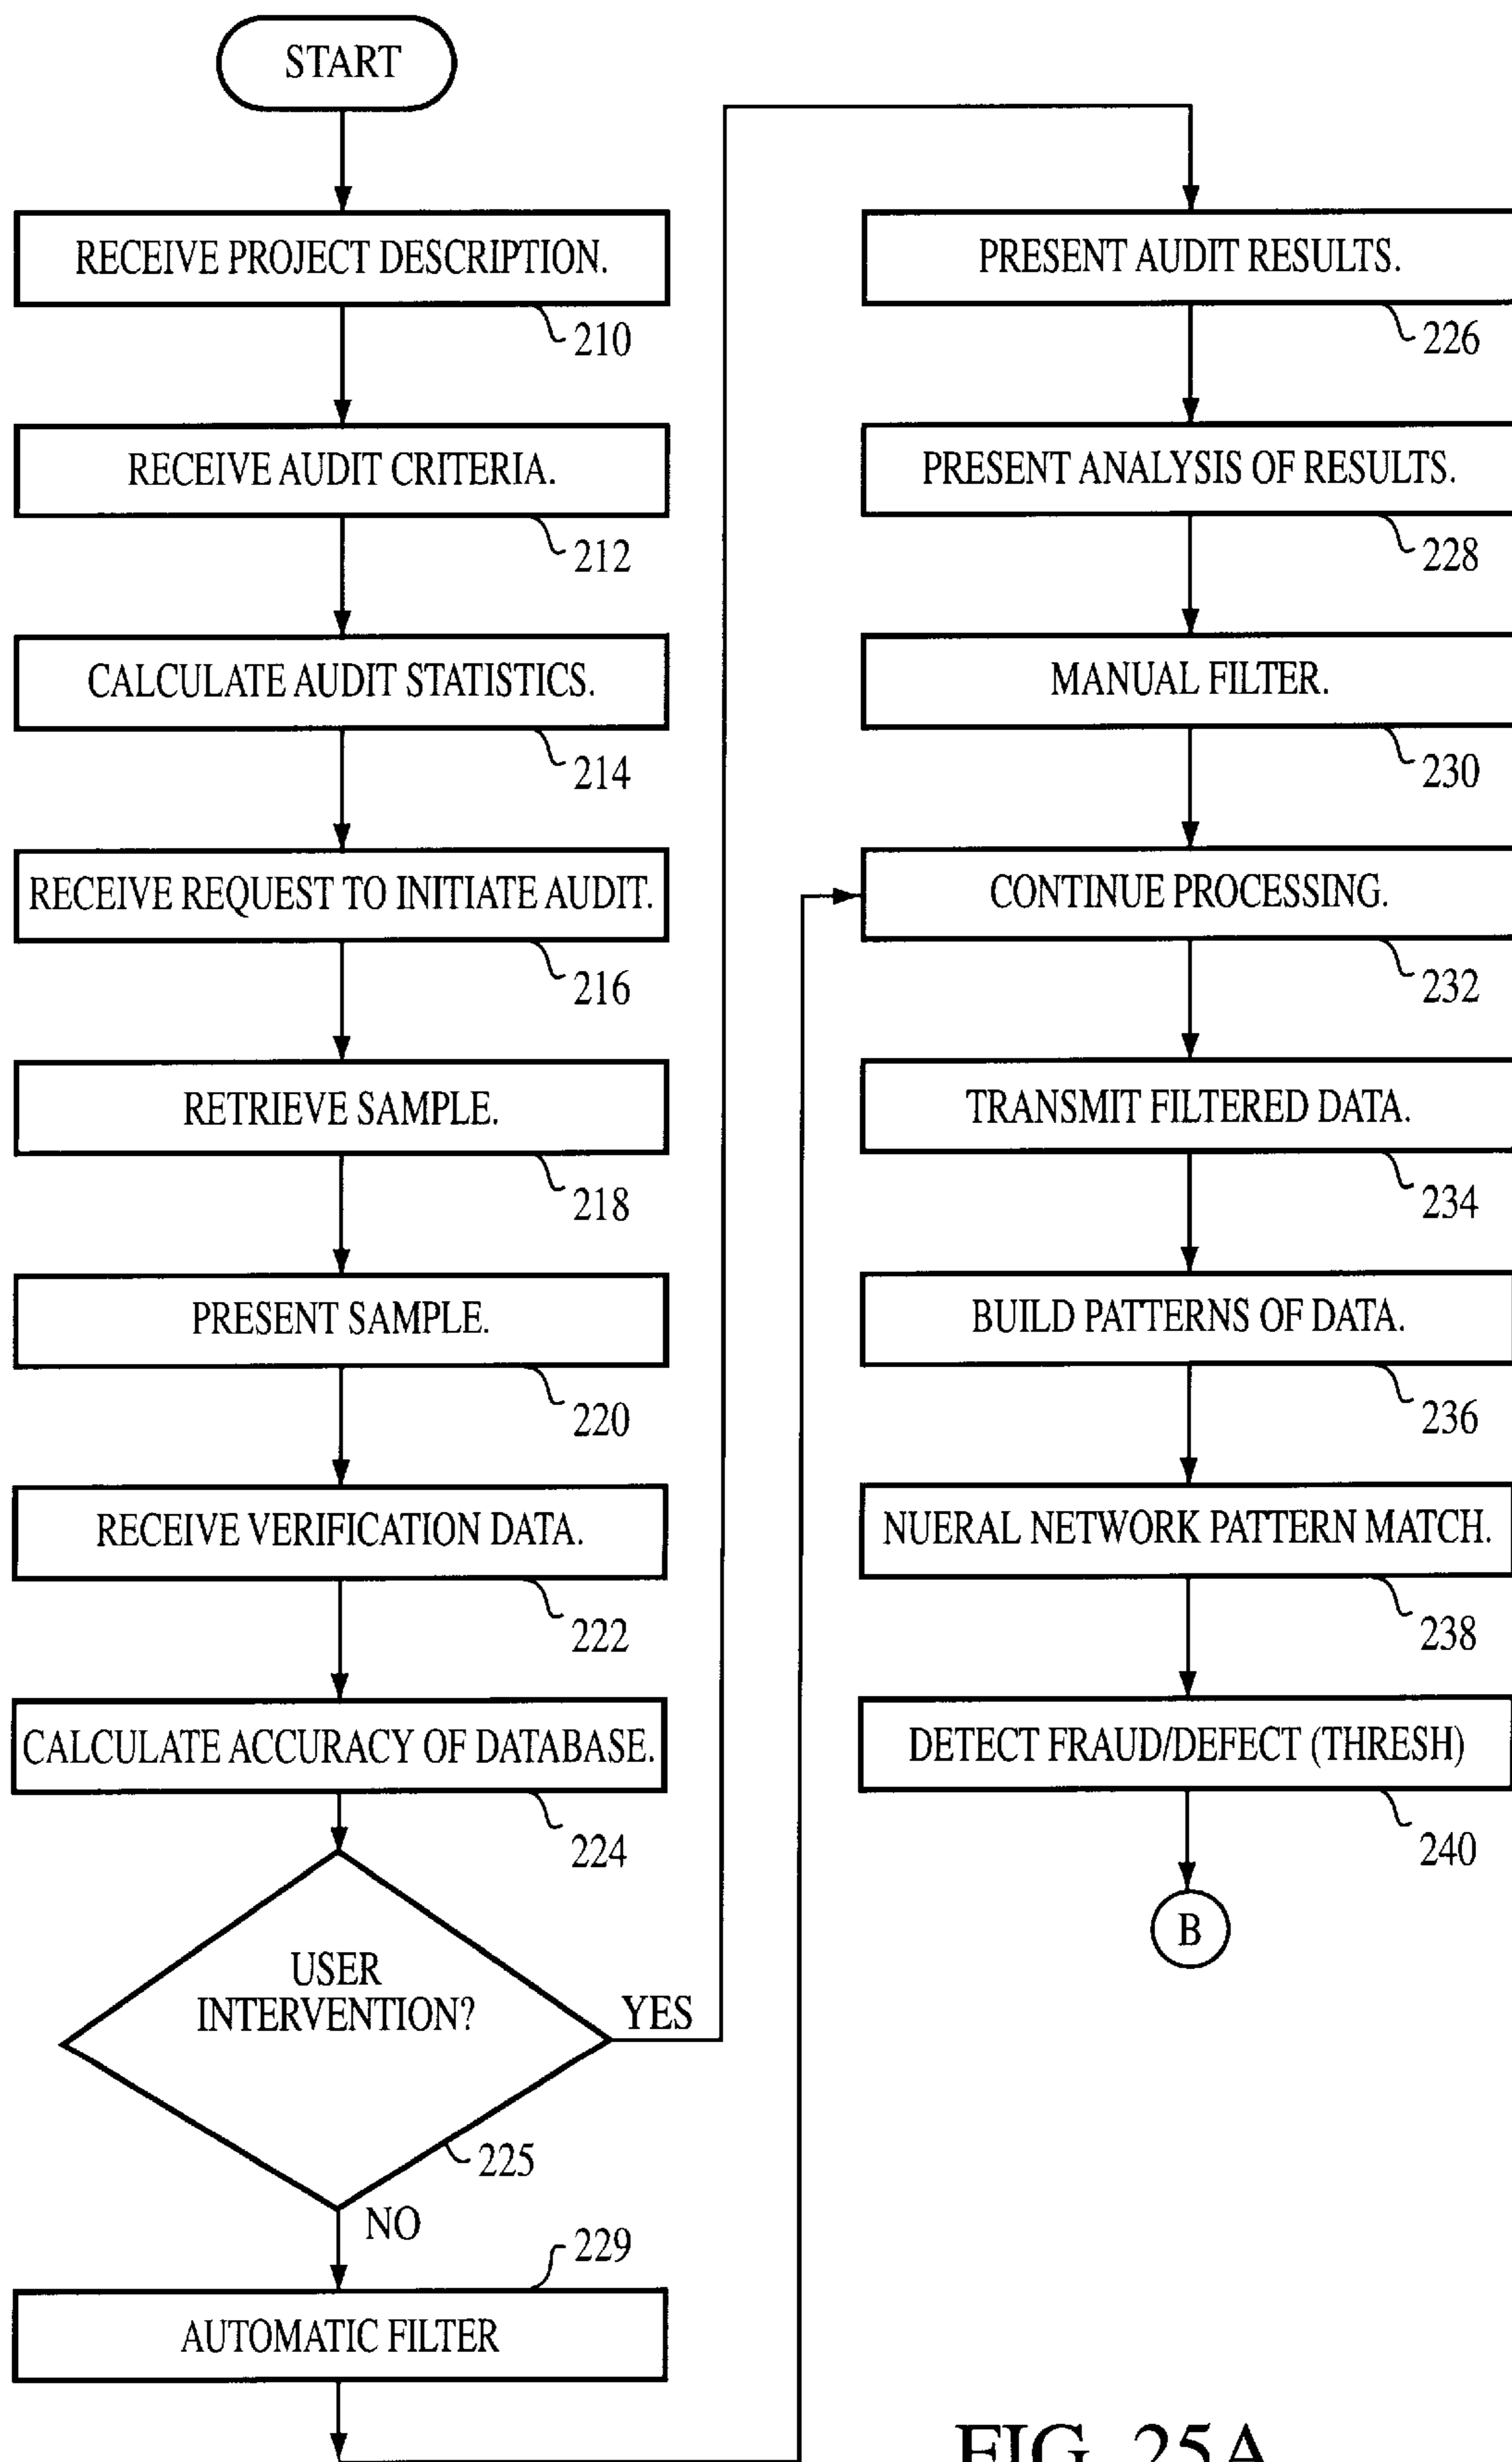 START
RECEIVE PROJECT DESCRIPTION.
210
RECEIVE AUDIT CRITERIA.
212
CALCULATE AUDIT STATISTICS.
214
RECEIVE REQUEST TO INITIATE AUDIT.
216
RETRIEVE SAMPLE.
218
PRESENT SAMPLE.
220
RECEIVE VERIFICATION DATA.
222
CALCULATE ACCURACY OF DATABASE.
224
USER
INTERVENTION?
YES
225
NO
229
AUTOMATIC FILTER
PRESENT AUDIT RESULTS.
226
PRESENT ANALYSIS OF RESULTS.
228
MANUAL FILTER.
230
CONTINUE PROCESSING.
232
TRANSMIT FILTERED DATA.
234
BUILD PATTERNS OF DATA.
236
NUERAL NETWORK PATTERN MATCH.
238
DETECT FRAUD/DEFECT (THRESH)
240
B
FIG. 25A